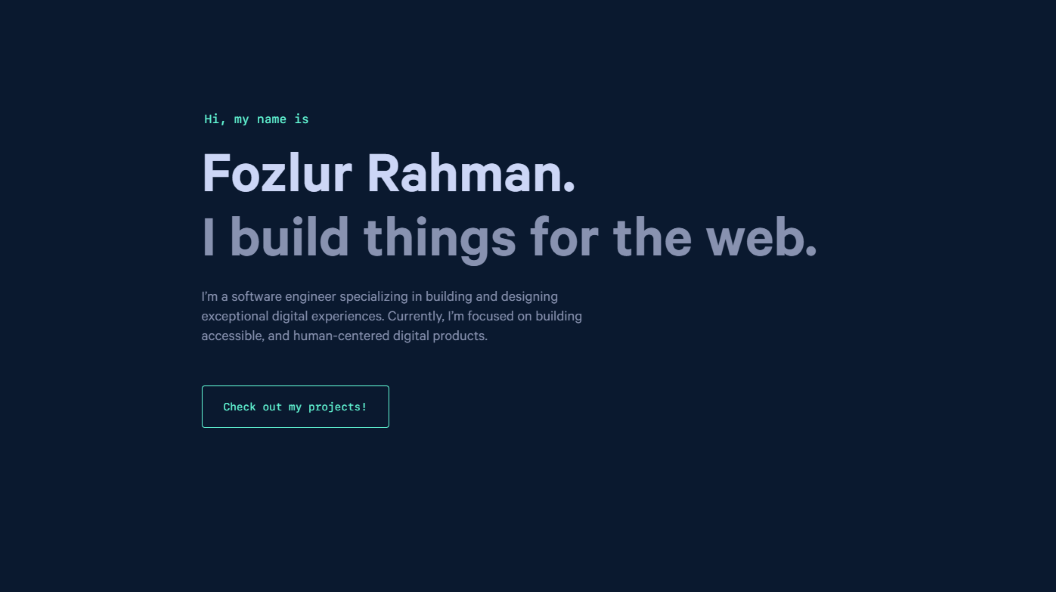 Hi, my name is
Fozlur Rahman.
I build things for the web.
I'm a software engineer specializing in building and designing
exceptional digital experiences. Currently, I'm focused on building
accessible, and human-centered digital products.
Check out my projects!